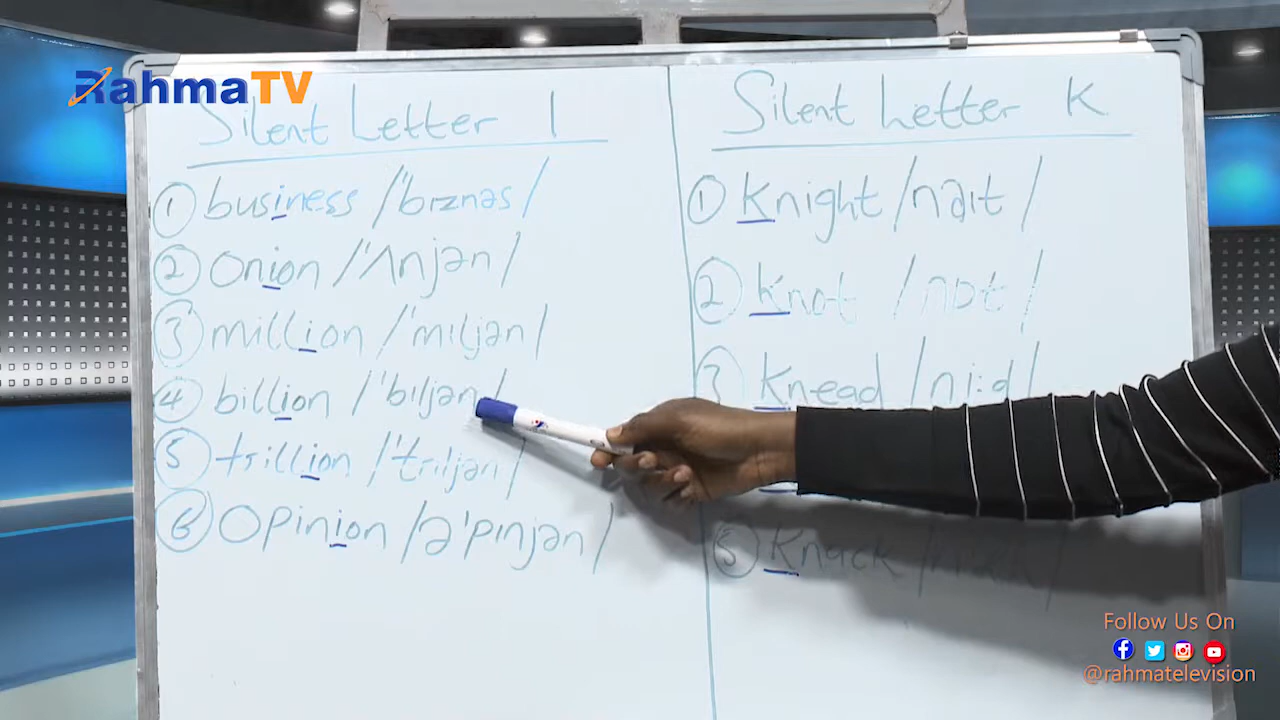 RahmaTV
Silent Letter I
① business /ˈbɪznəs/
② Onion /ˈʌnjən/
③ million /ˈmɪljən/
④ billion /ˈbɪljən/
⑤ trillion /ˈtrɪljən/
⑥ Opinion /əˈpɪnjən/
Silent Letter K
① Knight /naɪt/
② Knot /nɒt/
③ Knead /ni:d/
⑤ Knack /næk/
Follow Us On
@rahmatelevision